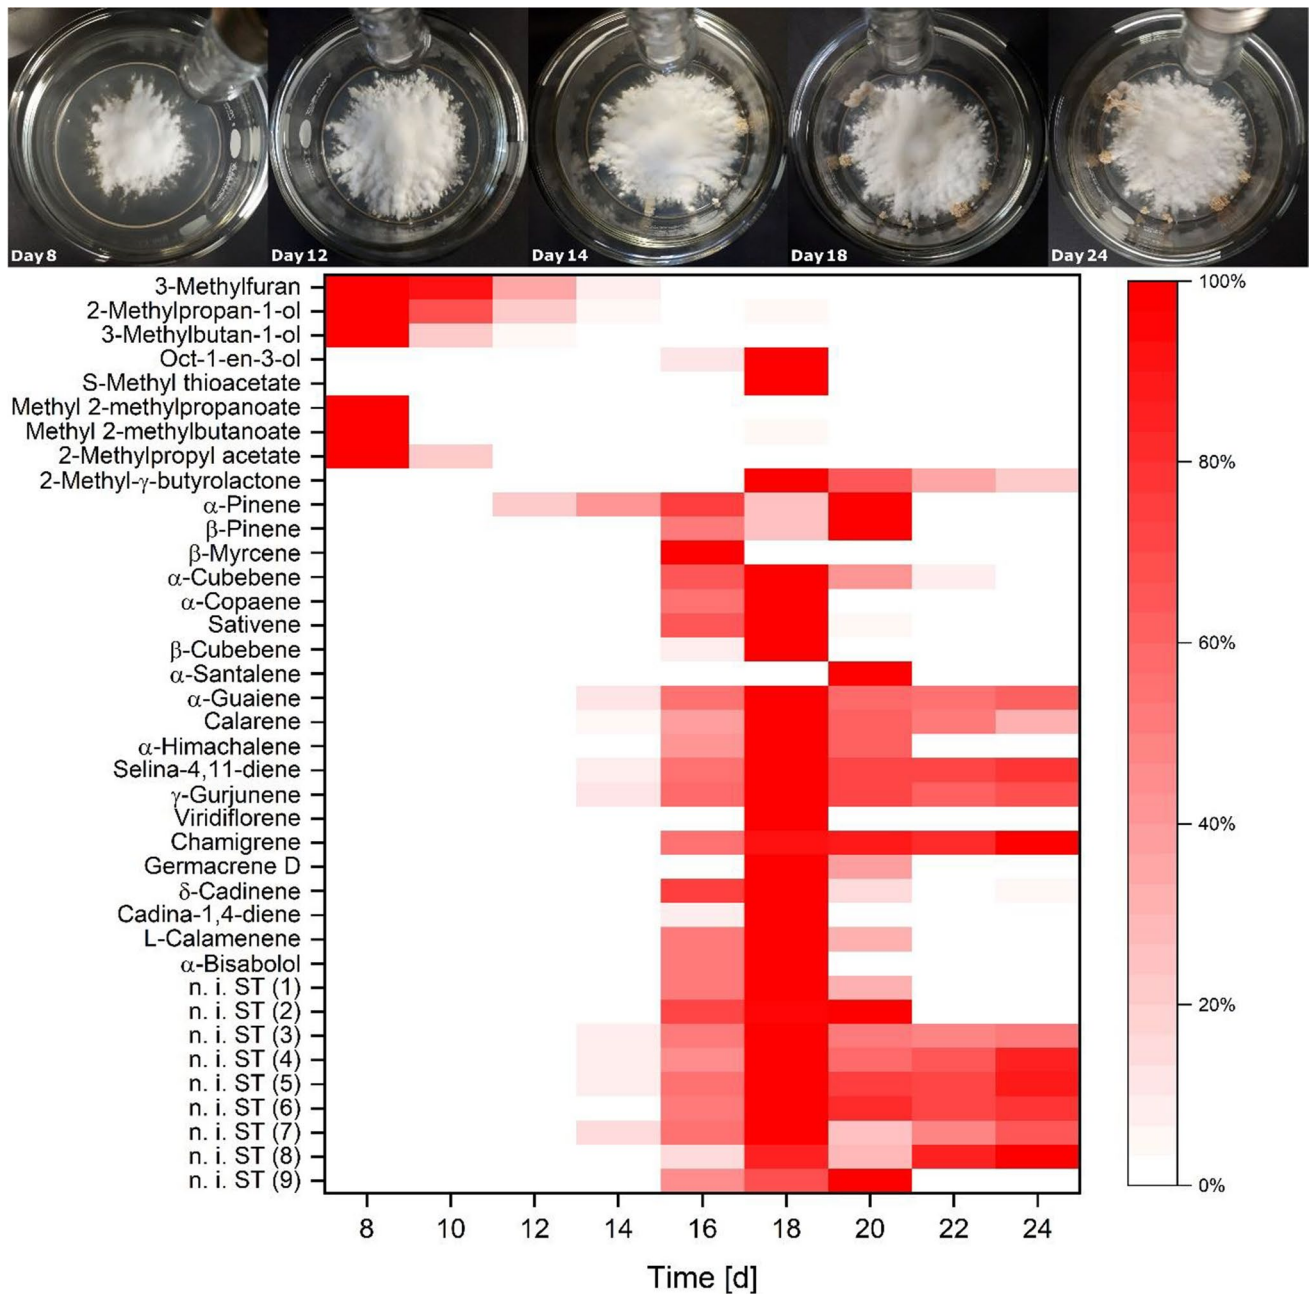 Day 8
Day 12
Day 14
Day 18
Day 24
3-Methylfuran
2-Methylpropan-1-ol
3-Methylbutan-1-ol
Oct-1-en-3-ol
S-Methyl thioacetate
Methyl 2-methylpropanoate
Methyl 2-methylbutanoate
2-Methylpropyl acetate
2-Methyl-γ-butyrolactone
α-Pinene
β-Pinene
β-Myrcene
α-Cubebene
α-Copaene
Sativene
β-Cubebene
α-Santalene
α-Guaiene
Calarene
α-Himachalene
Selina-4,11-diene
γ-Gurjunene
Viridiflorene
Chamigrene
Germacrene D
δ-Cadinene
Cadina-1,4-diene
L-Calamenene
α-Bisabolol
n. i. ST (1)
n. i. ST (2)
n. i. ST (3)
n. i. ST (4)
n. i. ST (5)
n. i. ST (6)
n. i. ST (7)
n. i. ST (8)
n. i. ST (9)
8 10 12 14 16 18 20 22 24
Time [d]
100%
80%
60%
40%
20%
0%